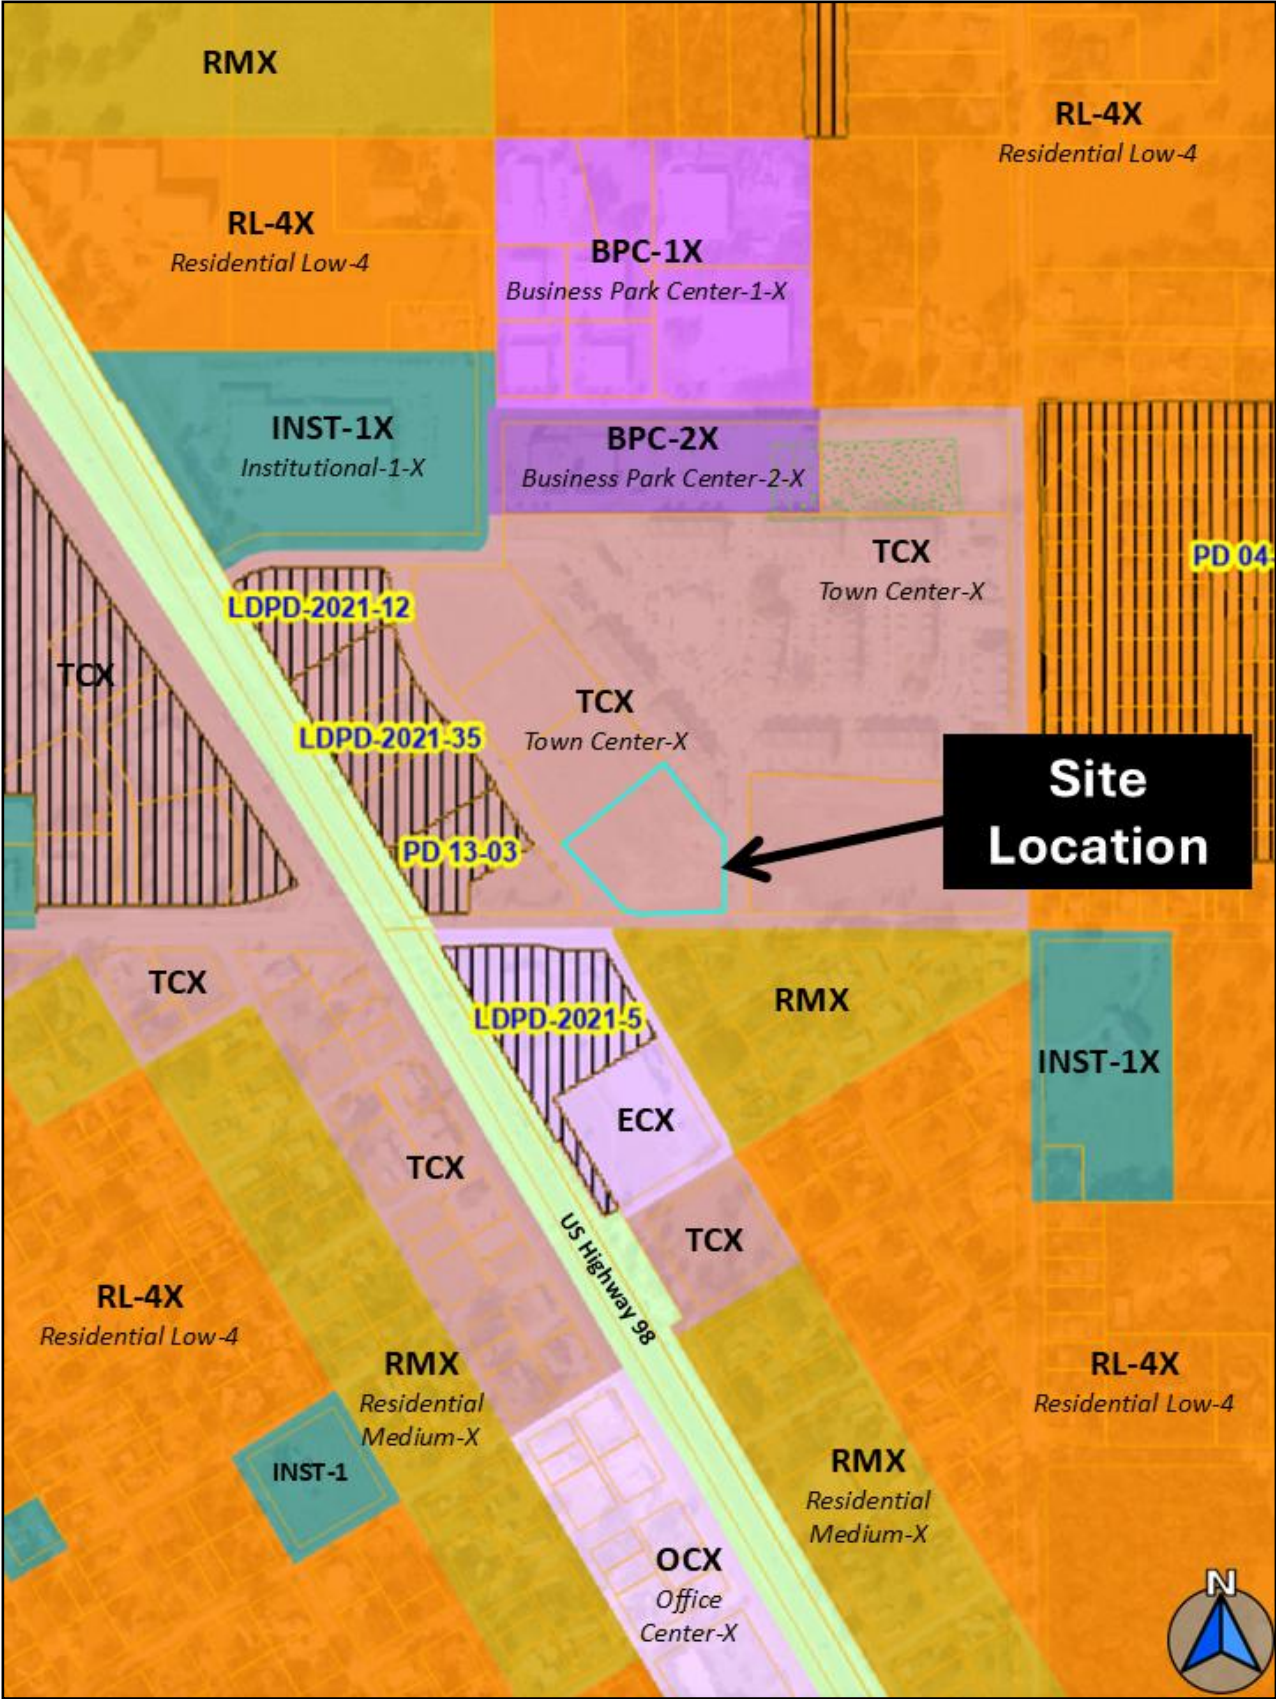 RMX
RL-4X
Residential Low-4
RL-4X
Residential Low-4
BPC-1X
Business Park Center-1-X
INST-1X
Institutional-1-X
BPC-2X
Business Park Center-2-X
TCX
Town Center-X
PD 04-
LDPD-2021-12
TCX
TCX
Town Center-X
LDPD-2021-35
Site
Location
PD 13-03
TCX
RMX
LDPD-2021-5
INST-1X
ECX
TCX
TCX
US Highway 98
RL-4X
Residential Low-4
RMX
Residential
Medium-X
RL-4X
Residential Low-4
INST-1
RMX
Residential
Medium-X
OCX
Office
Center-X
N